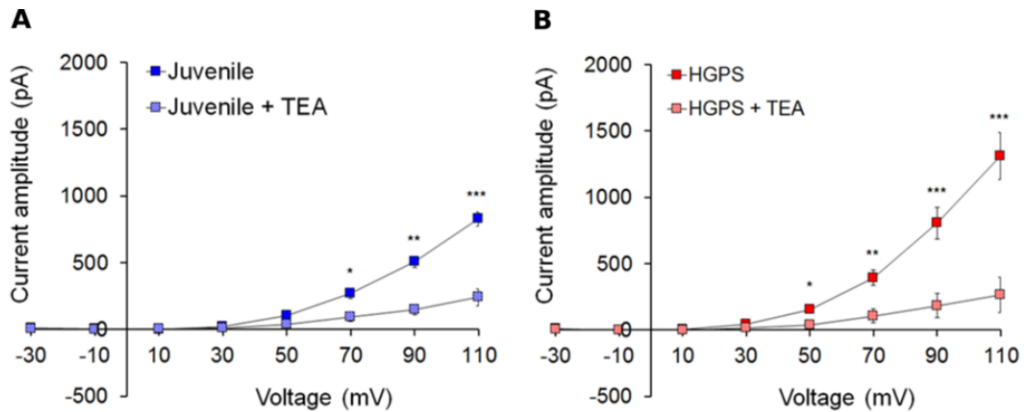 A
Current amplitude (pA)
2000
1500
1000
500
0
-500
Juvenile
Juvenile + TEA
*
**
***
-30 -10 10 30 50 70 90 110
Voltage (mV)
B
Current amplitude (pA)
2000
1500
1000
500
0
-500
HGPS
HGPS + TEA
*
**
***
***
-30 -10 10 30 50 70 90 110
Voltage (mV)